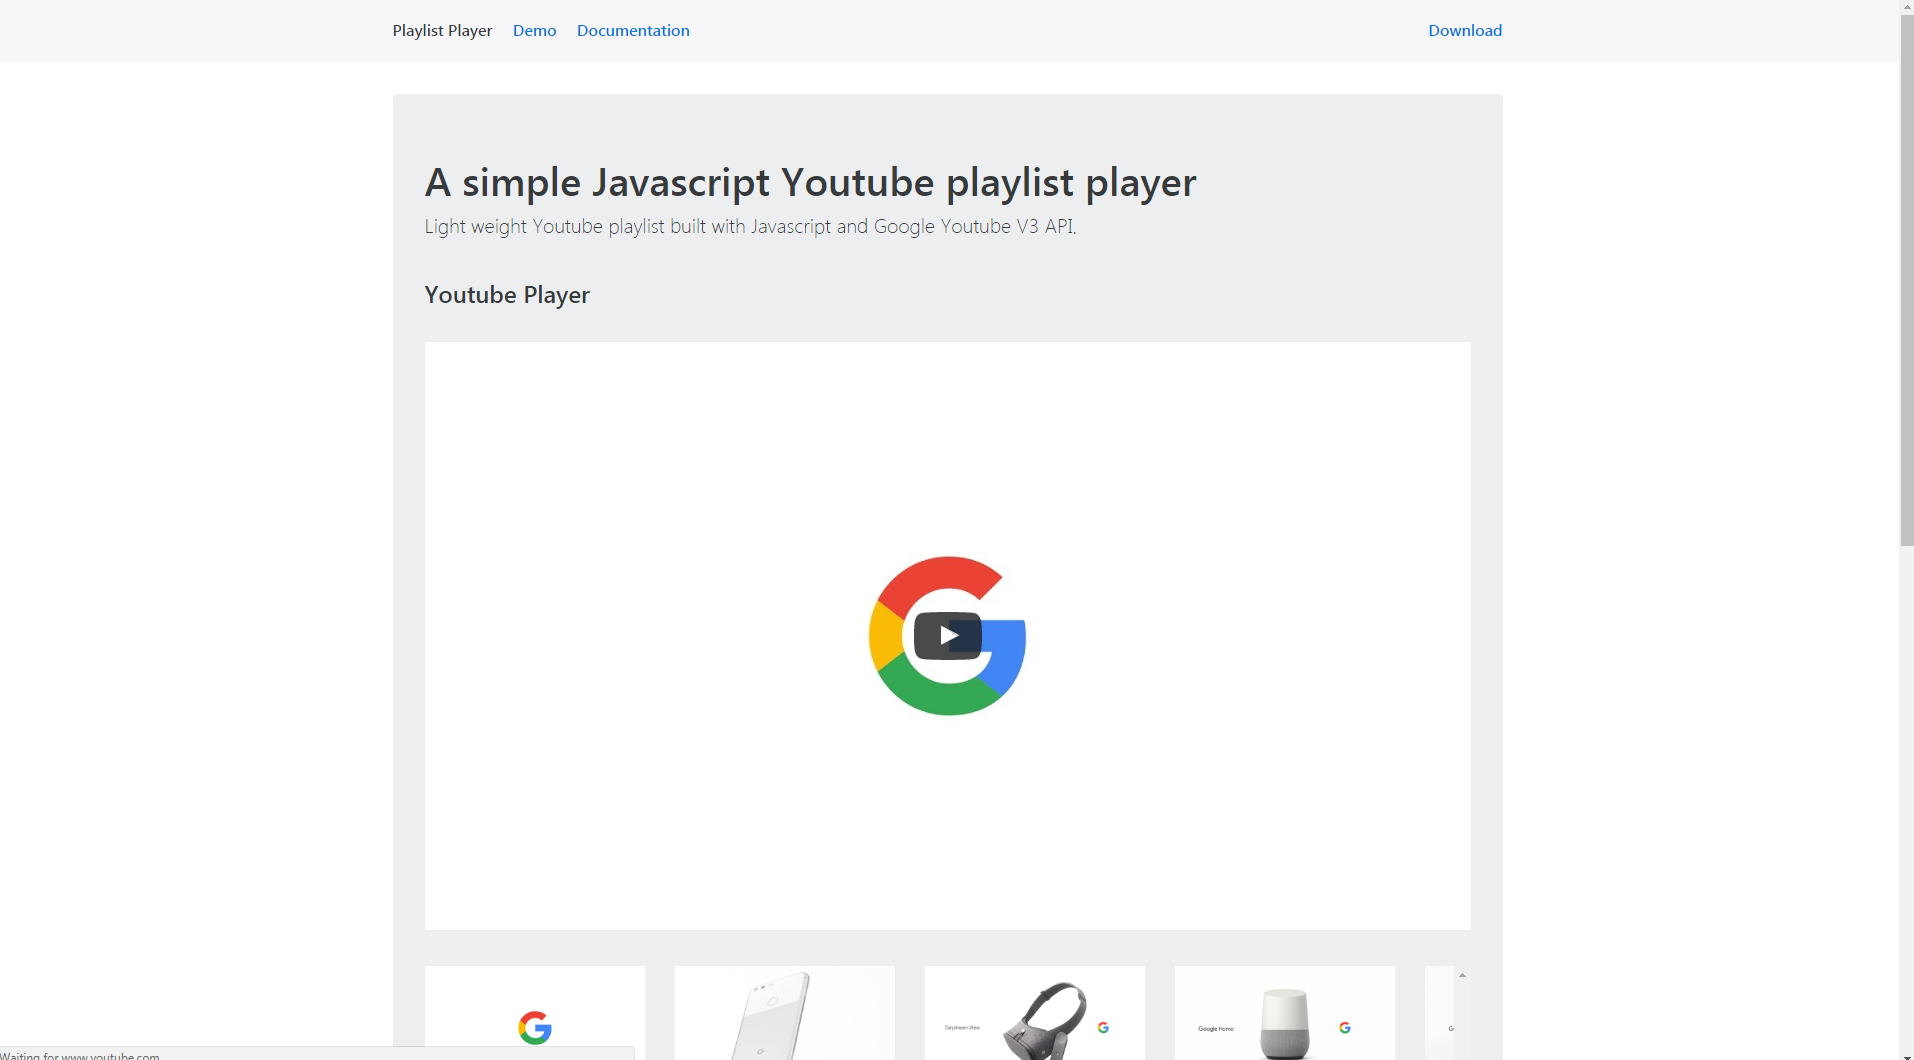 Playlist Player Demo Documentation Download
A simple Javascript Youtube playlist player
Light weight Youtube playlist built with Javascript and Google Youtube V3 API.
Youtube Player
Daydream View
Google Home
G
Waiting for www.youtube.com